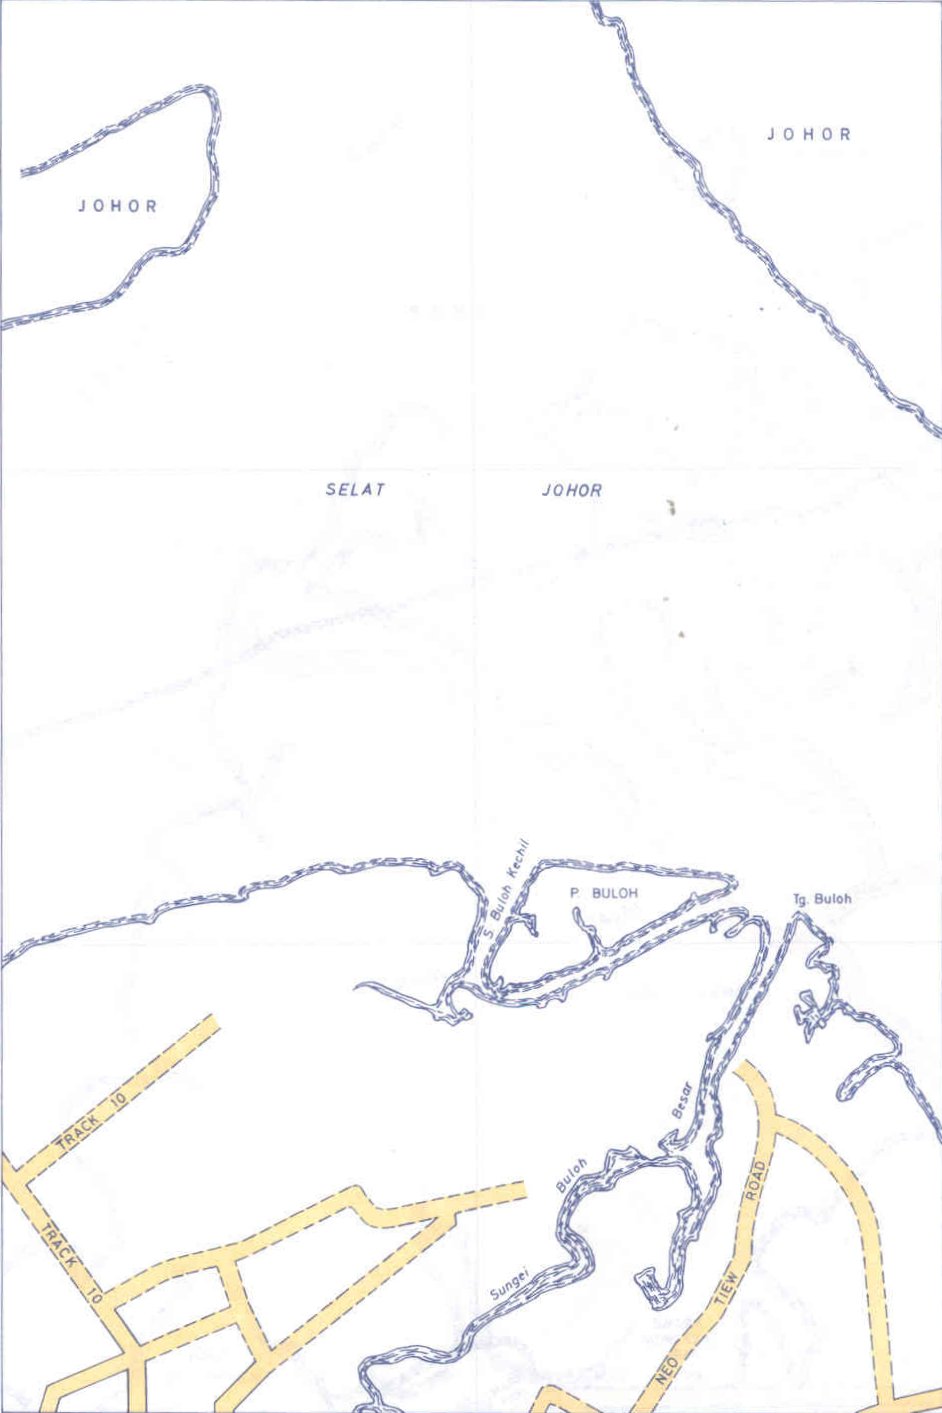 JOHOR
JOHOR
SELAT JOHOR
S. Buloh Kechil
P. BULOH
Tg. Buloh
TRACK 10
Besar
Buloh
ROAD
TRACK 10
Sungei
TIEW
NEO